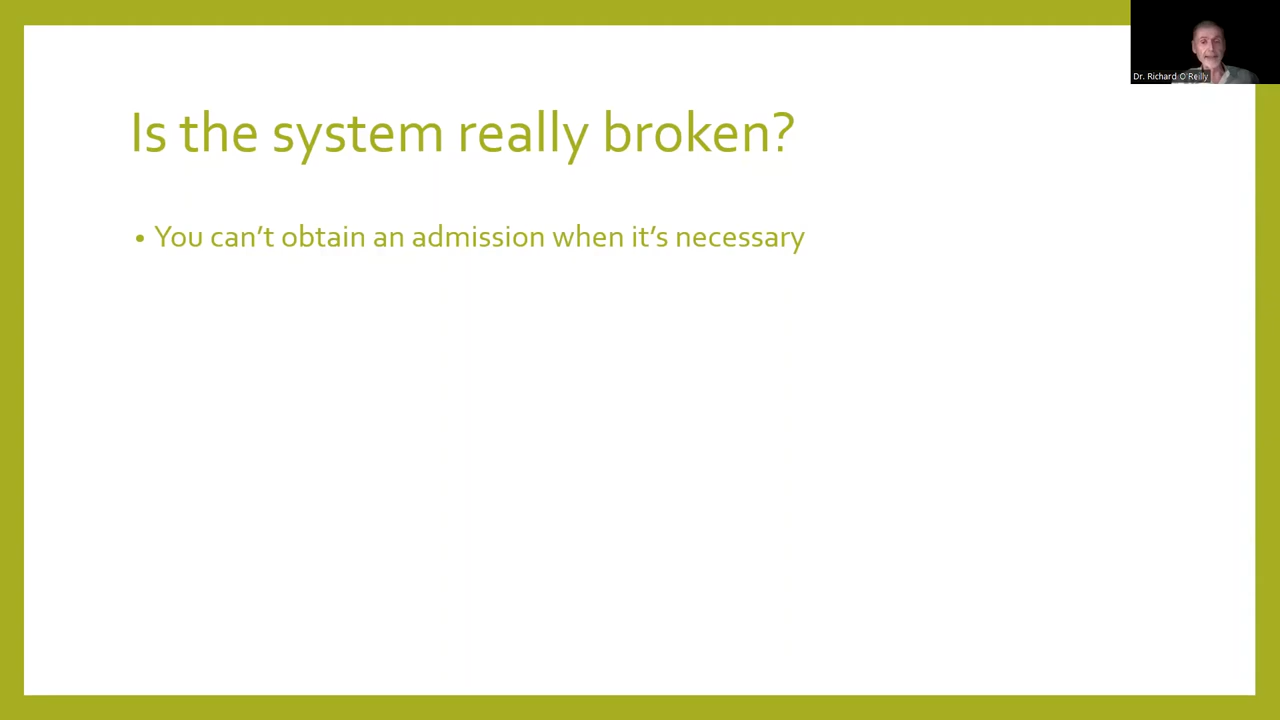 Dr. Richard O'Reilly
Is the system really broken?
• You can’t obtain an admission when it’s necessary